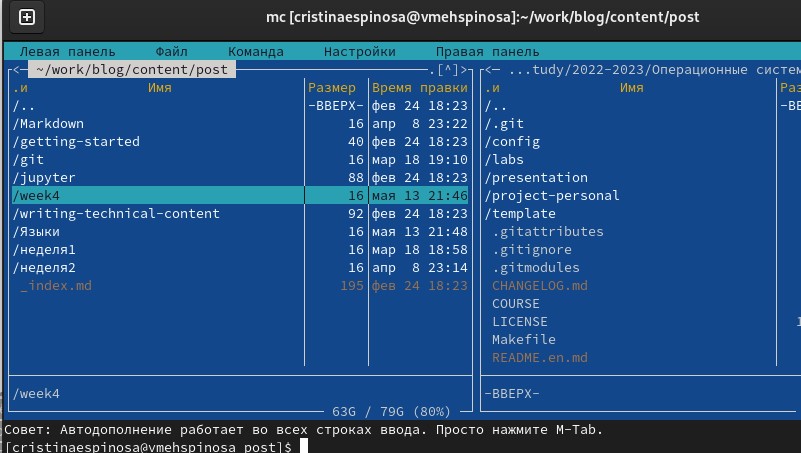 mc [cristinaespinosa@vmehspinosa]:~/work/blog/content/post
Левая панель Файл Команда Настройки Правая панель
<─ ~/work/blog/content/post .[^]> <─ ...tudy/2022-2023/Операционные систем
.и Имя Размер Время правки .и Имя Раз
/.. -ВВЕРХ- фев 24 18:23 /.. -ВВ
/Markdown 16 апр 8 23:22 /.git
/getting-started 40 фев 24 18:23 /config
/git 16 мар 18 19:10 /labs
/jupyter 88 фев 24 18:23 /presentation
/week4 16 мая 13 21:46 /project-personal
/writing-technical-content 92 фев 24 18:23 /template
/Языки 16 мая 13 21:48 .gitattributes
/неделя1 16 мар 18 18:58 .gitignore
/неделя2 16 апр 8 23:14 .gitmodules
_index.md 195 фев 24 18:23 CHANGELOG.md
COURSE
LICENSE 1
Makefile
README.en.md
/week4 -ВВЕРХ-
63G / 79G (80%)
Совет: Автодополнение работает во всех строках ввода. Просто нажмите M-Tab.
[cristinaespinosa@vmehspinosa post]$